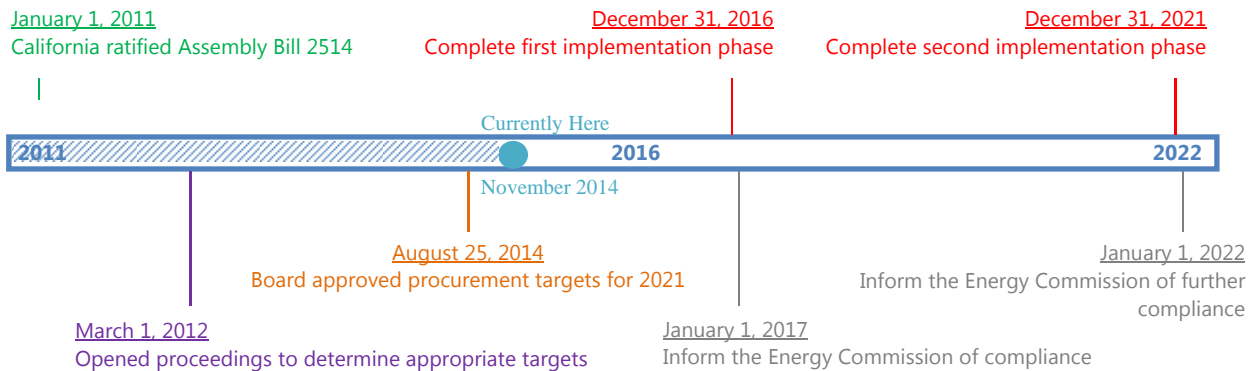 January 1, 2011
California ratified Assembly Bill 2514
December 31, 2016
Complete first implementation phase
December 31, 2021
Complete second implementation phase
Currently Here
2011
2016
2022
November 2014
August 25, 2014
Board approved procurement targets for 2021
January 1, 2022
Inform the Energy Commission of further
compliance
March 1, 2012
Opened proceedings to determine appropriate targets
January 1, 2017
Inform the Energy Commission of compliance